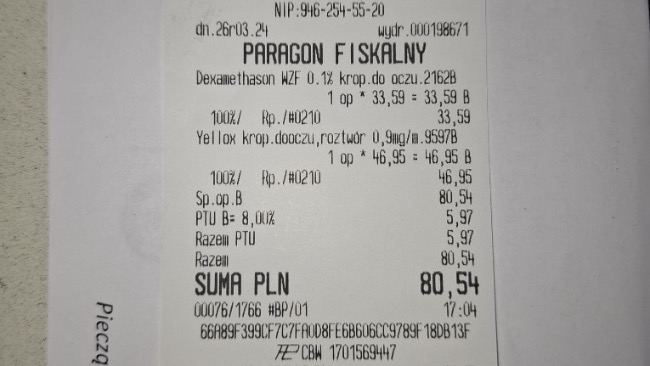 NIP:946-254-55-20
dn.26r03.24 wydr.000198671
PARAGON FISKALNY
Dexamethason WZF 0.1% krop.do oczu.2162B
1 op * 33,59 = 33,59 B
100%/ Rp./#0210 33,59
Yellox krop.dooczu,roztwór 0,9mg/m.9597B
1 op * 46,95 = 46,95 B
100%/ Rp./#0210 46,95
Sp.op.B 80,54
PTU B= 8,00% 5,97
Razem PTU 5,97
Razem 80,54
SUMA PLN 80,54
00076/1766 #BP/01 17:04
66A89F399CF7C7FA0D8FE6B606CC9789F18DB13F
CBW 1701569447
Pieczą